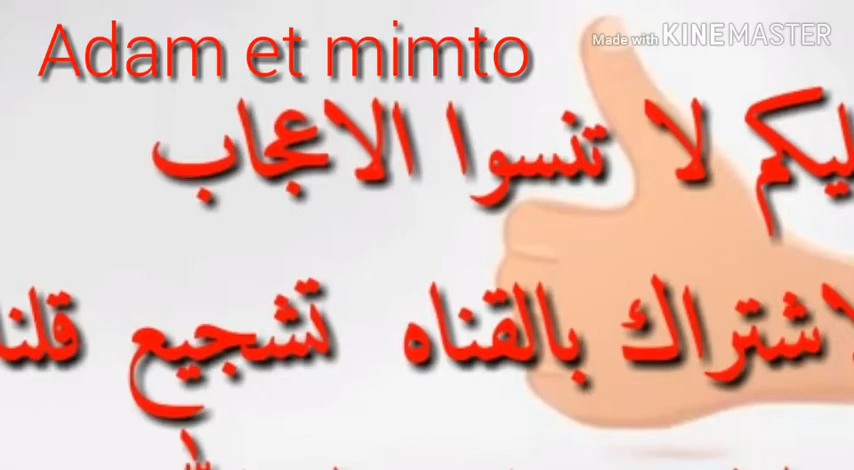 Adam et mimto
Made with KINEMASTER
ليكم لا تنسوا الاعجاب
لاشتراك بالقناه تشجيع قلنا